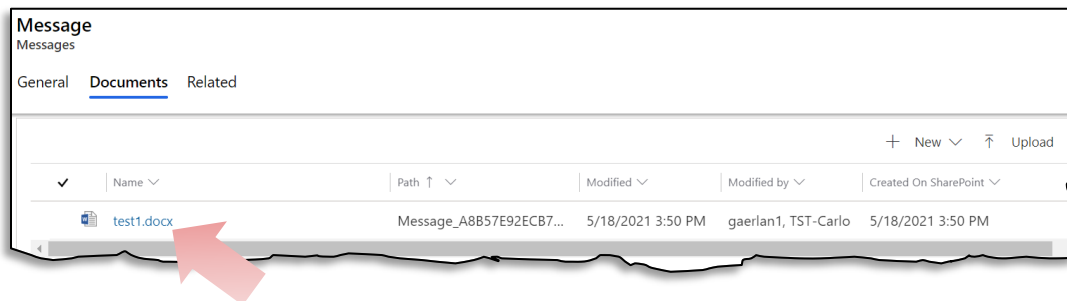 Message
Messages
General Documents Related
New Upload
Name Path Modified Modified by Created On SharePoint
test1.docx Message_A8B57E92ECB7... 5/18/2021 3:50 PM gaerlan1, TST-Carlo 5/18/2021 3:50 PM